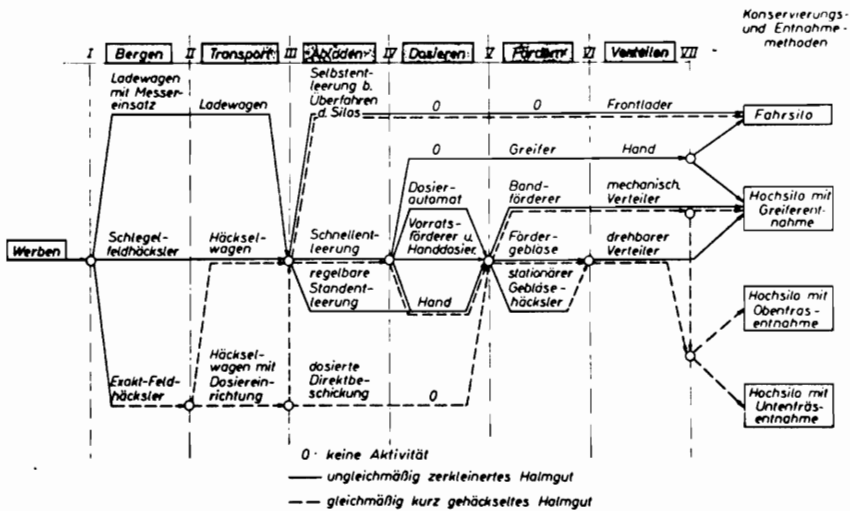 Konservierungs-
und Entnahme-
methoden
I Bergen II Transport III Abladen IV Dosieren V Fördern VI Verteilen VII
Ladewagen
mit Messer-
einsatz
Ladewagen
Selbstent-
leerung b.
Überfahren
d. Silos
0
0
Frontlader
Fahrsilo
0
Greifer
Hand
Dosier-
automat
Band-
förderer
mechanisch.
Verteiler
Hochsilo mit
Greiferent-
nahme
Werben
Schlegel-
feldhäcksler
Häcksel-
wagen
Schnellent-
leerung
Vorrats-
förderer u.
Handdosier.
Förder-
gebläse
drehbarer
Verteiler
regelbare
Standent-
leerung
Hand
stationärer
Gebläse-
häcksler
Hochsilo mit
Obenfräs-
entnahme
Exakt-Feld-
häcksler
Häcksel-
wagen mit
Dosierein-
richtung
dosierte
Direktbe-
schickung
0
Hochsilo mit
Untenfräs-
entnahme
0 · keine Aktivität
ungleichmäßig zerkleinertes Halmgut
gleichmäßig kurz gehäckseltes Halmgut